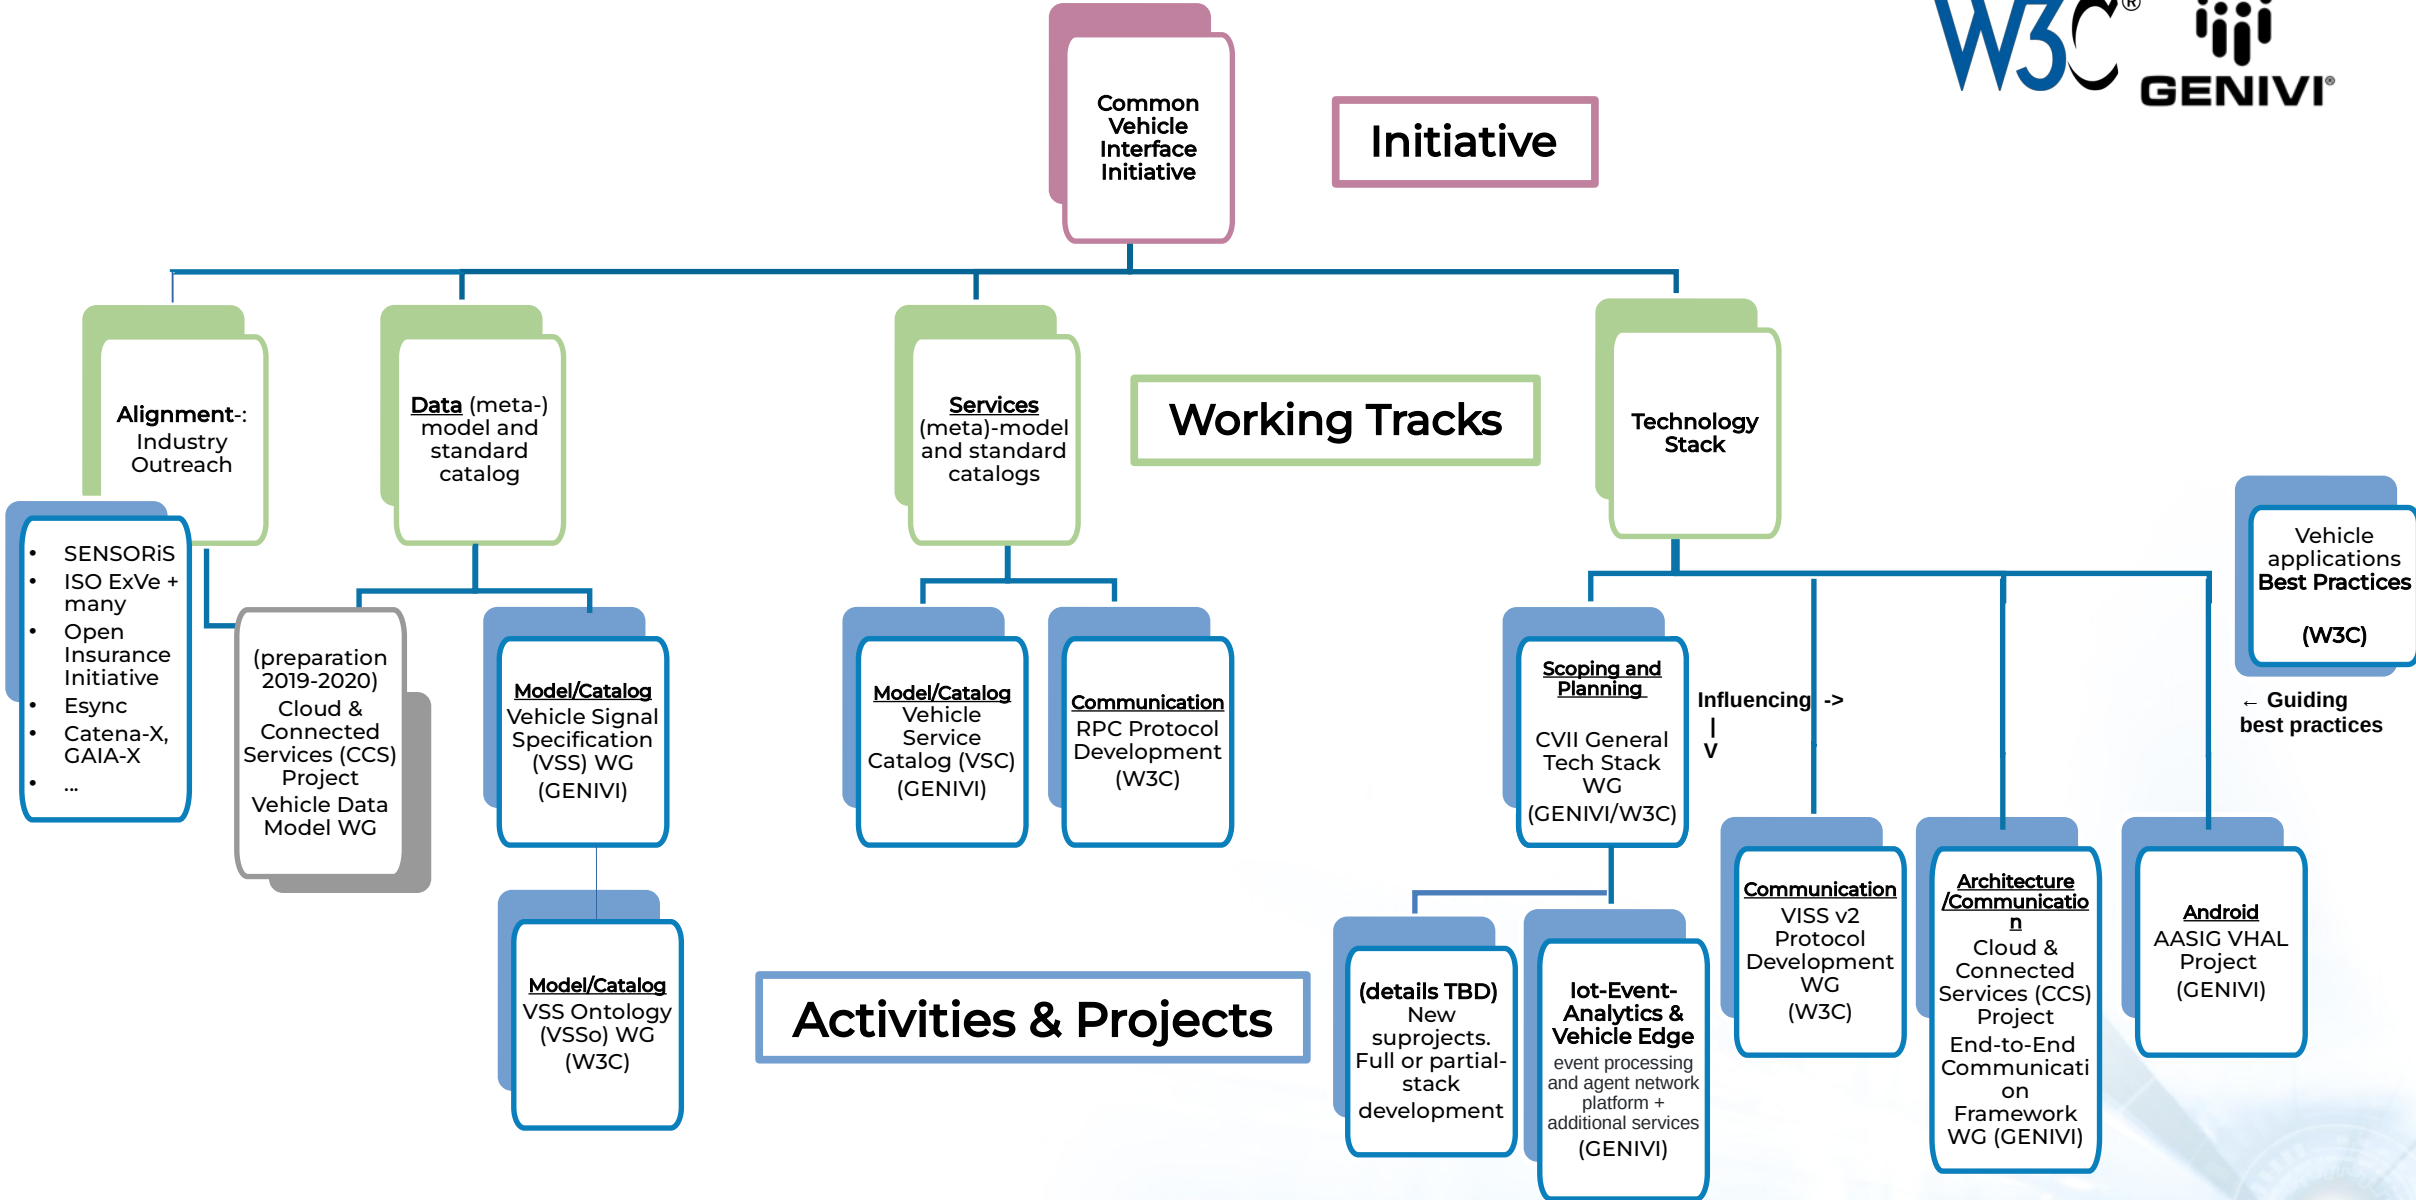 W3C®
GENIVI®
Common
Vehicle
Interface
Initiative
Initiative
Alignment-:
Industry
Outreach
Data (meta-)
model and
standard
catalog
Services
(meta)-model
and standard
catalogs
Working Tracks
Technology
Stack
• SENSORiS
• ISO ExVe +
many
• Open
Insurance
Initiative
• Esync
• Catena-X,
GAIA-X
• ...
(preparation
2019-2020)
Cloud &
Connected
Services (CCS)
Project
Vehicle Data
Model WG
Model/Catalog
Vehicle Signal
Specification
(VSS) WG
(GENIVI)
Model/Catalog
VSS Ontology
(VSSo) WG
(W3C)
Model/Catalog
Vehicle
Service
Catalog (VSC)
(GENIVI)
Communication
RPC Protocol
Development
(W3C)
Activities & Projects
Scoping and
Planning
CVII General
Tech Stack
WG
(GENIVI/W3C)
Influencing ->
|
V
(details TBD)
New
suprojects.
Full or partial-
stack
development
Iot-Event-
Analytics &
Vehicle Edge
event processing
and agent network
platform +
additional services
(GENIVI)
Communication
VISS v2
Protocol
Development
WG
(W3C)
Architecture
/Communicatio
n
Cloud &
Connected
Services (CCS)
Project
End-to-End
Communicati
on
Framework
WG (GENIVI)
Android
AASIG VHAL
Project
(GENIVI)
Vehicle
applications
Best Practices
(W3C)
← Guiding
best practices